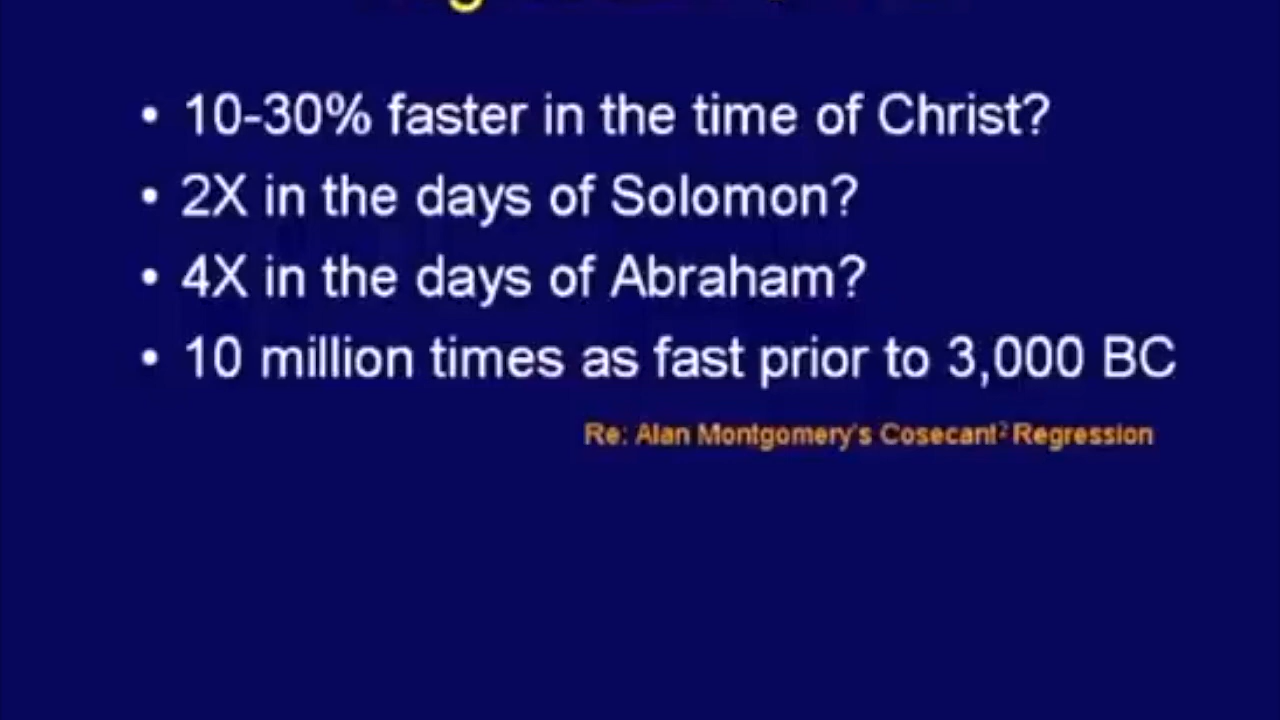 • 10-30% faster in the time of Christ?
• 2X in the days of Solomon?
• 4X in the days of Abraham?
• 10 million times as fast prior to 3,000 BC
Re: Alan Montgomery's Cosecant² Regression